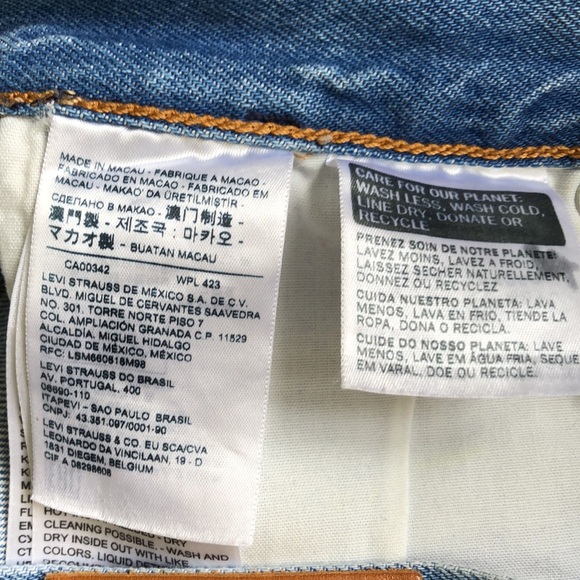 MADE IN MACAU - FABRIQUE A MACAO -
FABRICADO EN MACAO - FABRICADO EM
MACAU - MAKAO' DA ÜRETİLMİSTİR -
СДЕЛАНО В МАКАО - 澳门制造 -
澳門製 - 제조국 : 마카오 -
マカオ製 - BUATAN MACAU
CA00342 WPL 423
LEVI STRAUSS DE MÉXICO S.A. DE C.V.
BLVD. MIGUEL DE CERVANTES SAAVEDRA
NO. 301. TORRE NORTE PISO 7
COL. AMPLIACIÓN GRANADA C.P. 11529
ALCALDÍA MIGUEL HIDALGO
CIUDAD DE MÉXICO, MÉXICO
RFC: LSM660618M98
LEVI STRAUSS DO BRASIL
AV. PORTUGAL, 400
06690-110
ITAPEVI - SAO PAULO BRASIL
CNPJ: 43.351.097/0001-90
LEVI STRAUSS & CO. EU SCA/CVA
LEONARDO DA VINCILAAN, 19 - D
1831 DIEGEM, BELGIUM
CIF A 08298606
CLEANING POSSIBLE. - DRY
DRY INSIDE OUT WITH LIKE
COLORS. LIQUID
WASH AND
CARE FOR OUR PLANET:
WASH LESS, WASH COLD,
LINE DRY, DONATE OR
RECYCLE
PRENEZ SOIN DE NOTRE PLANETE:
LAVEZ MOINS, LAVEZ A FROID,
LAISSEZ SECHER NATURELLEMENT,
DONNEZ OU RECYCLEZ
CUIDA NUESTRO PLANETA: LAVA
MENOS, LAVA EN FRIO, TIENDE LA
ROPA, DONA O RECICLA.
CUIDE DO NOSSO PLANETA: LAVE
MENOS, LAVE EM ÁGUA FRIA, SEQUE
EM VARAL, DOE OU RECICLE.